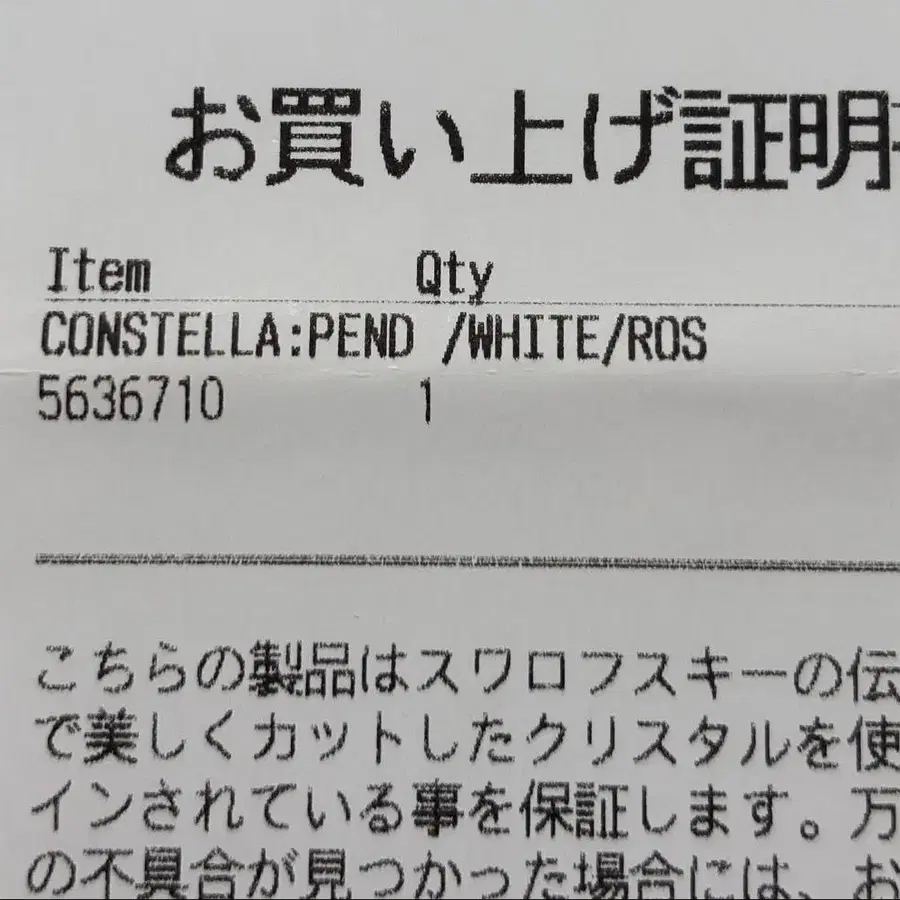 お買い上げ証明
Item Qty
CONSTELLA:PEND /WHITE/ROS
5636710 1
こちらの製品はスワロフスキーの伝
で美しくカットしたクリスタルを使
インされている事を保証します。万
の不具合が見つかった場合には、お